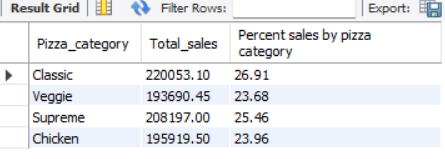 Result Grid Filter Rows: Export:
Pizza_category Total_sales Percent sales by pizza
category
Classic 220053.10 26.91
Veggie 193690.45 23.68
Supreme 208197.00 25.46
Chicken 195919.50 23.96